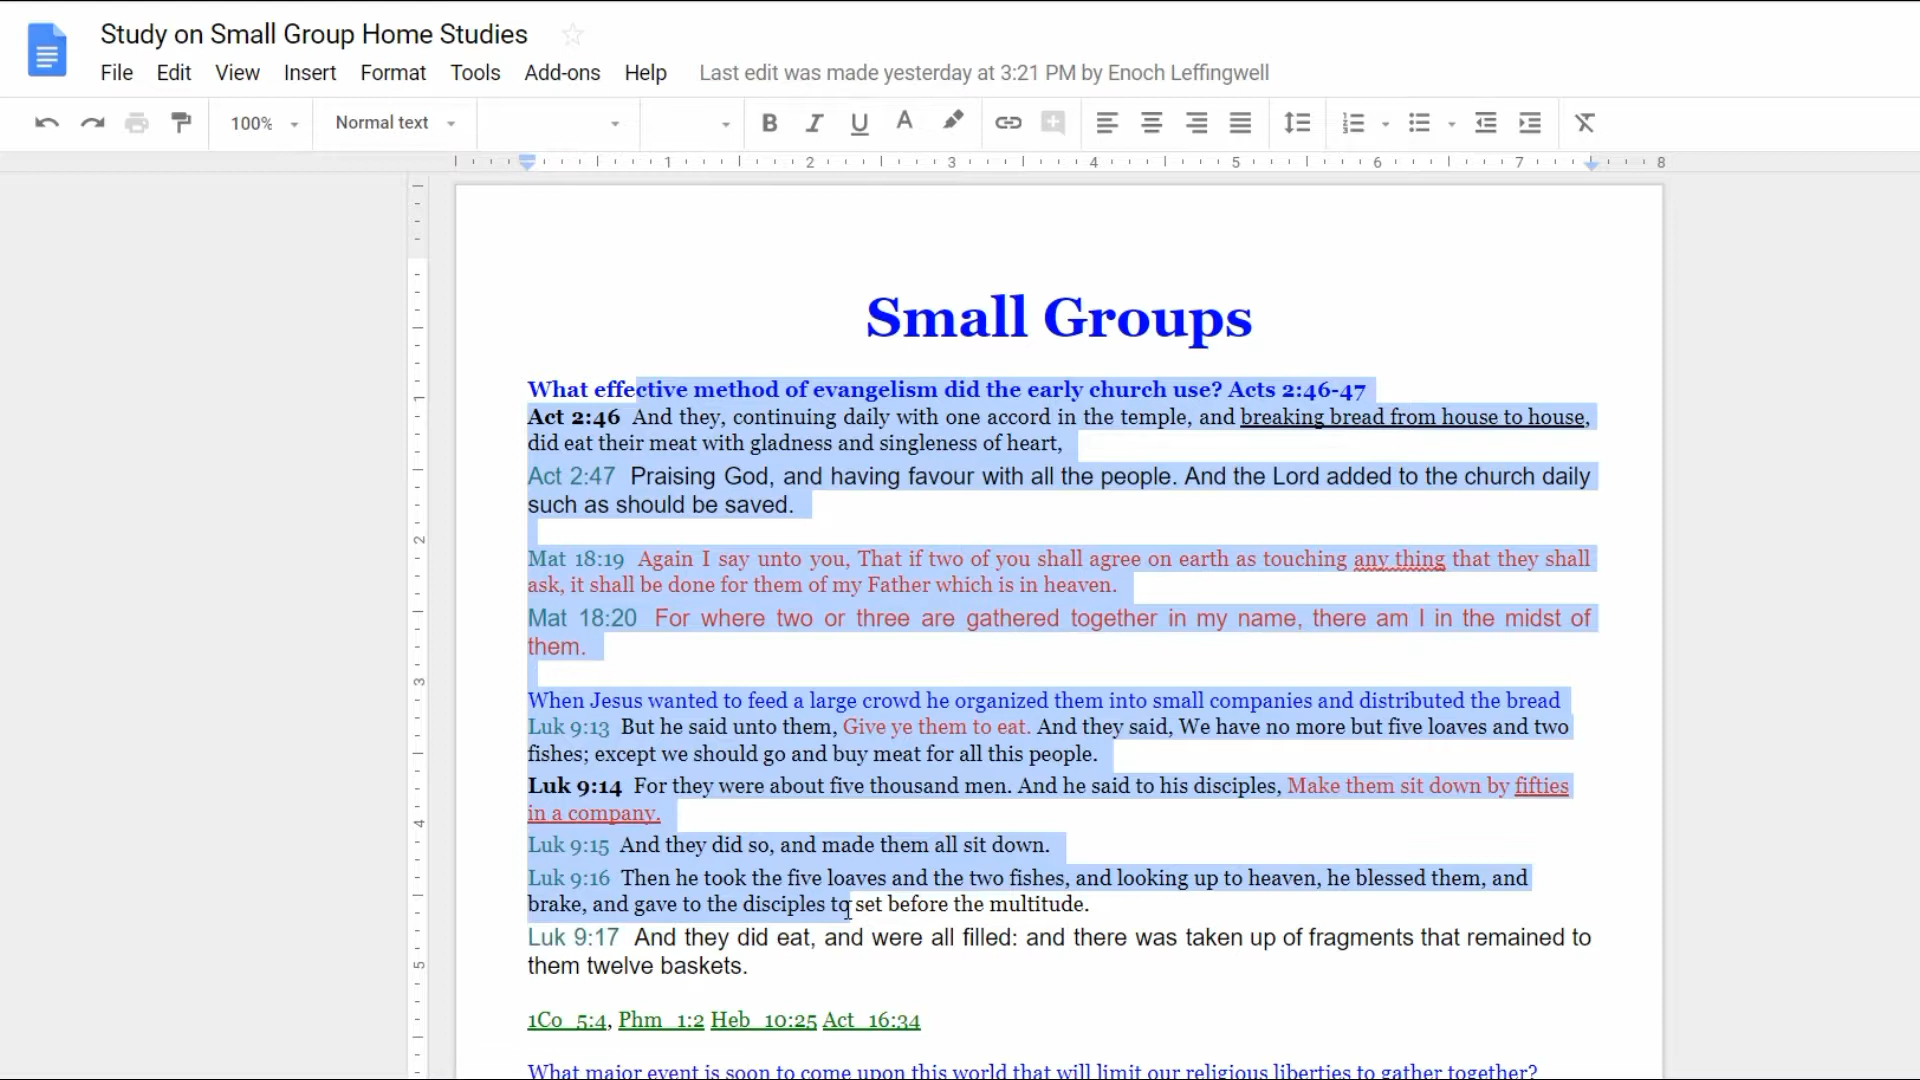 Study on Small Group Home Studies
File Edit View Insert Format Tools Add-ons Help Last edit was made yesterday at 3:21 PM by Enoch Leffingwell
100% Normal text B I U A
1 2 3 4 5 6 7 8
Small Groups
What effective method of evangelism did the early church use? Acts 2:46-47
Act 2:46 And they, continuing daily with one accord in the temple, and breaking bread from house to house,
did eat their meat with gladness and singleness of heart,
Act 2:47 Praising God, and having favour with all the people. And the Lord added to the church daily
such as should be saved.
Mat 18:19 Again I say unto you, That if two of you shall agree on earth as touching any thing that they shall
ask, it shall be done for them of my Father which is in heaven.
Mat 18:20 For where two or three are gathered together in my name, there am I in the midst of
them.
When Jesus wanted to feed a large crowd he organized them into small companies and distributed the bread
Luk 9:13 But he said unto them, Give ye them to eat. And they said, We have no more but five loaves and two
fishes; except we should go and buy meat for all this people.
Luk 9:14 For they were about five thousand men. And he said to his disciples, Make them sit down by fifties
in a company.
Luk 9:15 And they did so, and made them all sit down.
Luk 9:16 Then he took the five loaves and the two fishes, and looking up to heaven, he blessed them, and
brake, and gave to the disciples to set before the multitude.
Luk 9:17 And they did eat, and were all filled: and there was taken up of fragments that remained to
them twelve baskets.
1Co_5:4, Phm_1:2 Heb_10:25 Act_16:34
What major event is soon to come upon this world that will limit our religious liberties to gather together?
1
2
3
4
5